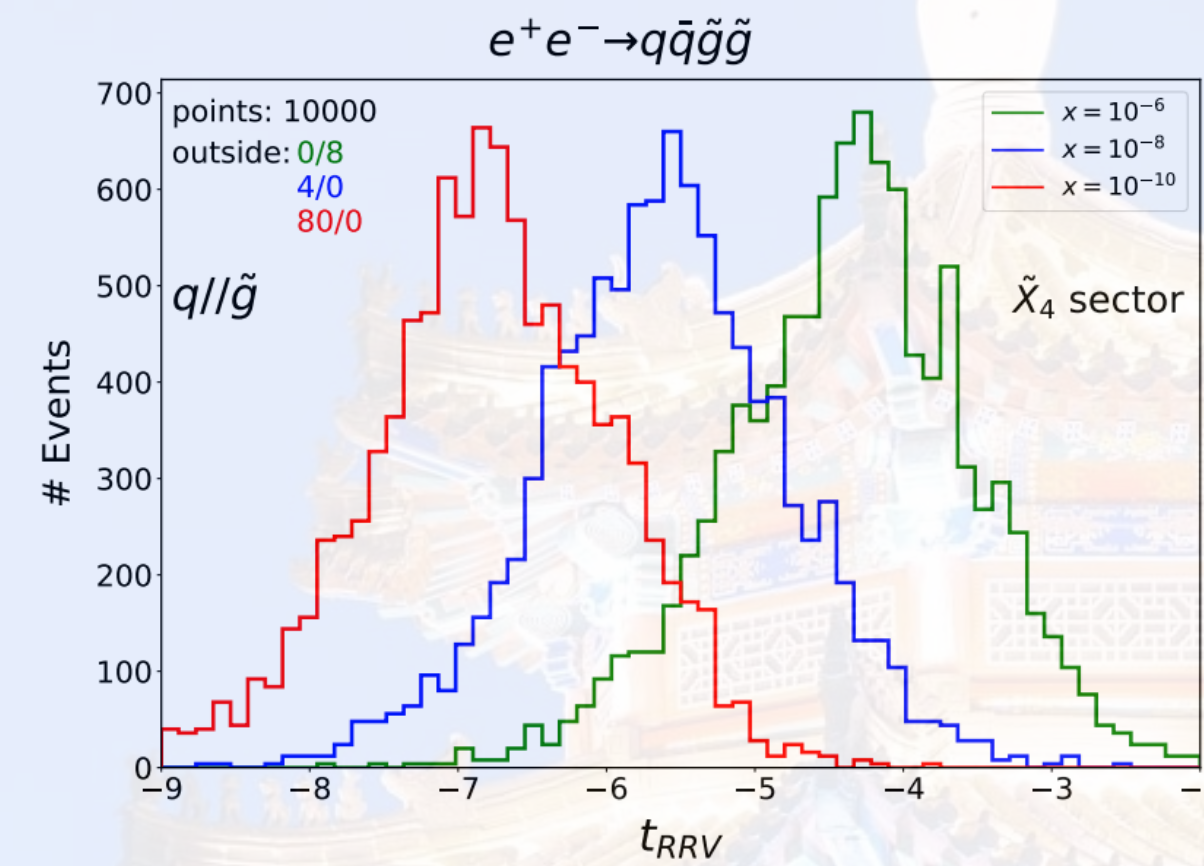 e⁺e⁻→qq̄g̃g̃
points: 10000
outside: 0/8
4/0
80/0
x = 10⁻⁶
x = 10⁻⁸
x = 10⁻¹⁰
q//g̃
X̃₄ sector
# Events
700
600
500
400
300
200
100
0
−9 −8 −7 −6 −5 −4 −3 −
t_RRV